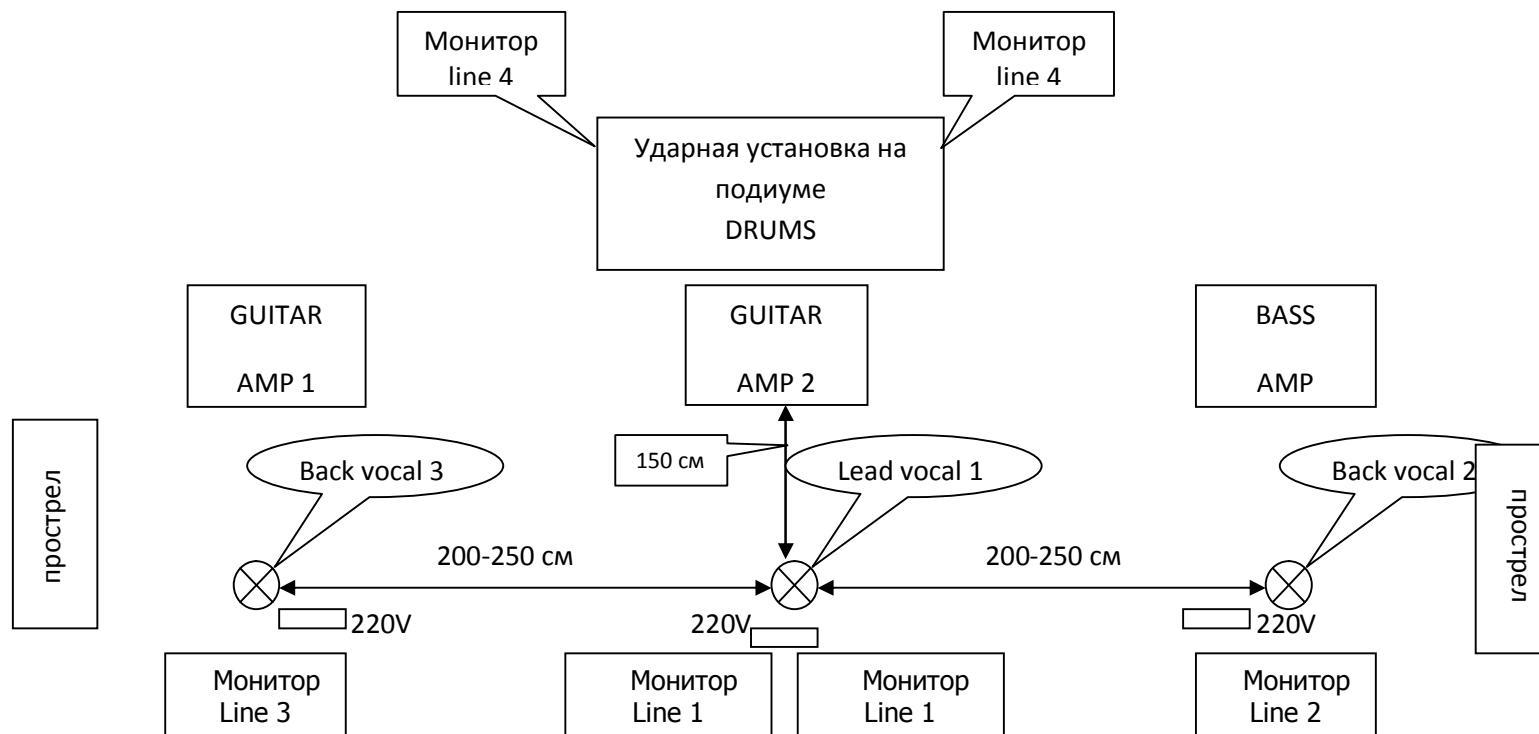 Монитор
line 4
Монитор
line 4
Ударная установка на
подиуме
DRUMS
GUITAR
AMP 1
GUITAR
AMP 2
BASS
AMP
прострел
Back vocal 3
150 см
Lead vocal 1
Back vocal 2
прострел
200-250 см
200-250 см
220V
220V
220V
Монитор
Line 3
Монитор
Line 1
Монитор
Line 1
Монитор
Line 2